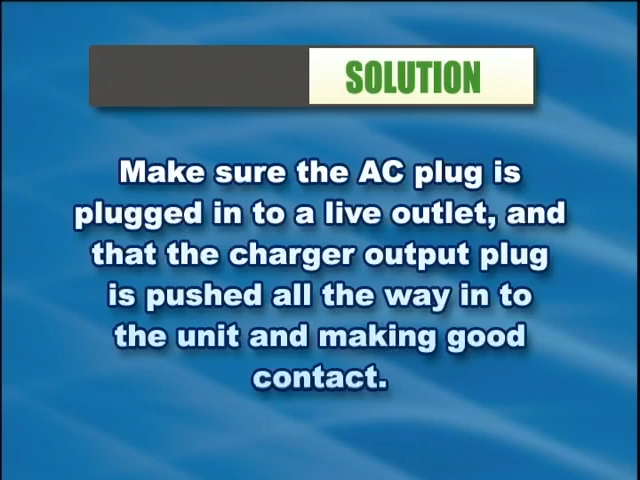 SOLUTION
Make sure the AC plug is
plugged in to a live outlet, and
that the charger output plug
is pushed all the way in to
the unit and making good
contact.